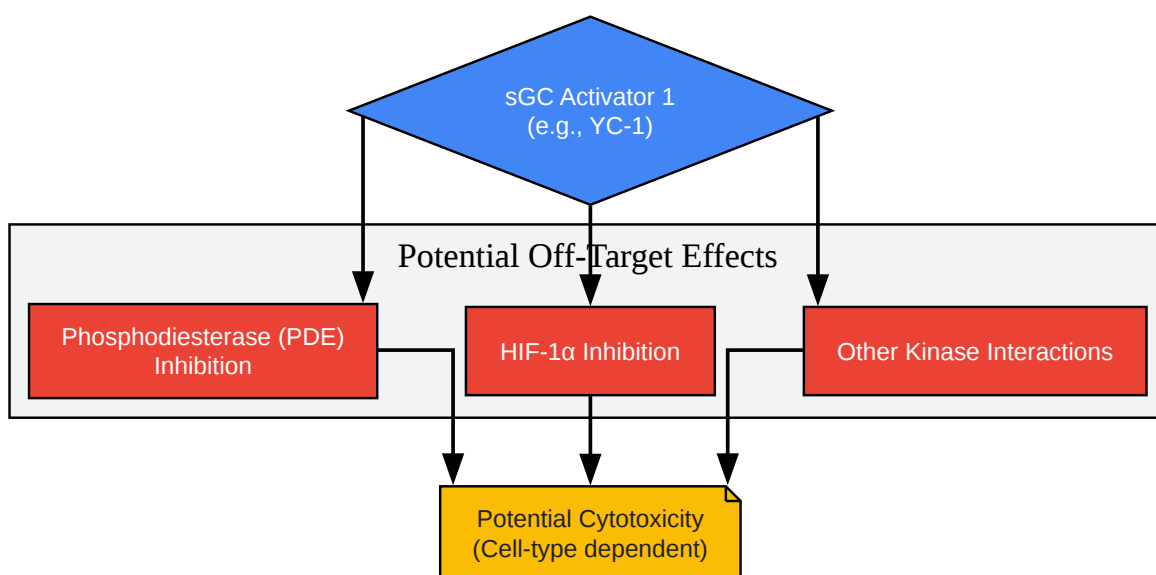 sGC Activator 1
(e.g., YC-1)
Potential Off-Target Effects
Phosphodiesterase (PDE)
Inhibition
HIF-1α Inhibition
Other Kinase Interactions
Potential Cytotoxicity
(Cell-type dependent)